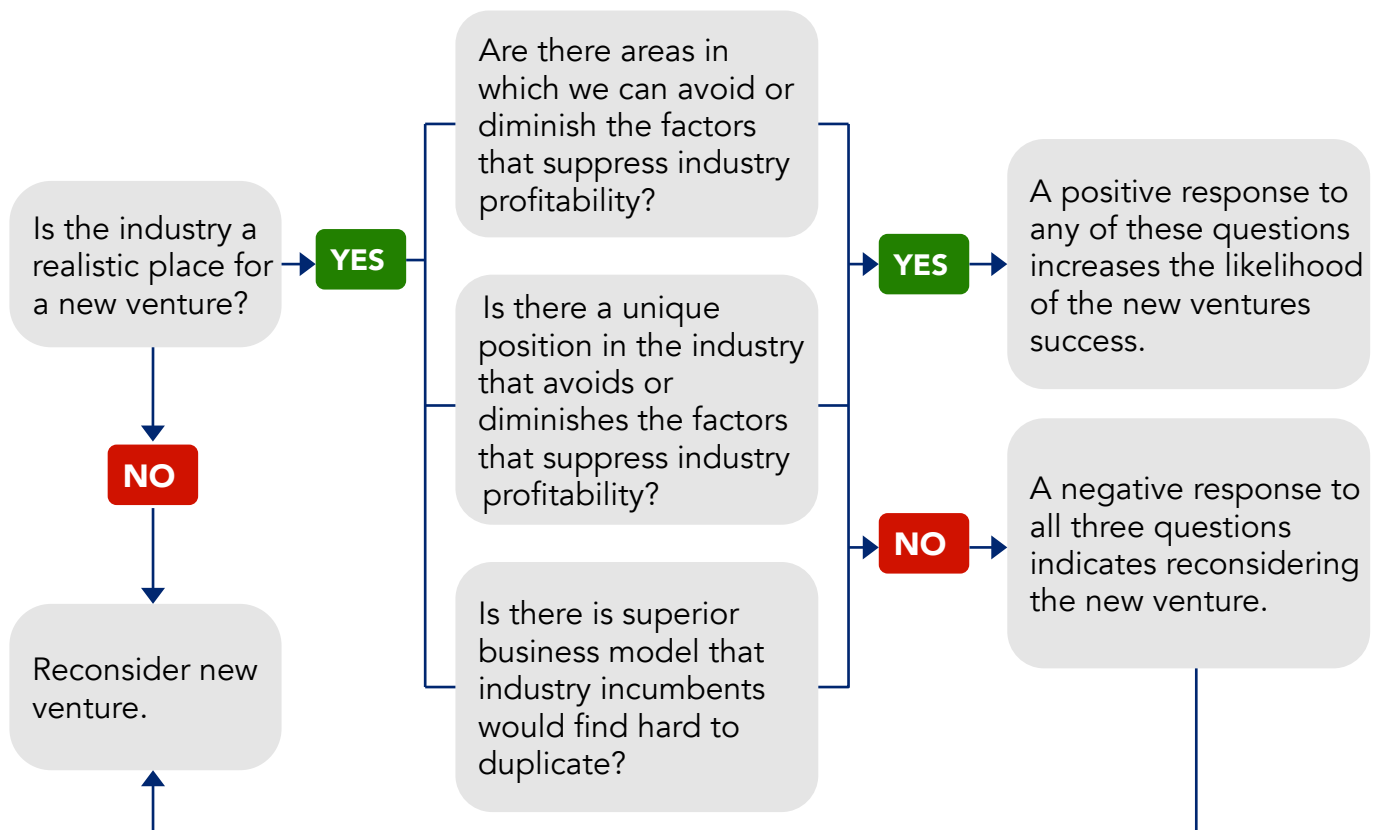 Is the industry a
realistic place for
a new venture?
YES
NO
Reconsider new
venture.
Are there areas in
which we can avoid or
diminish the factors
that suppress industry
profitability?
Is there a unique
position in the industry
that avoids or
diminishes the factors
that suppress industry
profitability?
Is there is superior
business model that
industry incumbents
would find hard to
duplicate?
YES
A positive response to
any of these questions
increases the likelihood
of the new ventures
success.
NO
A negative response to
all three questions
indicates reconsidering
the new venture.